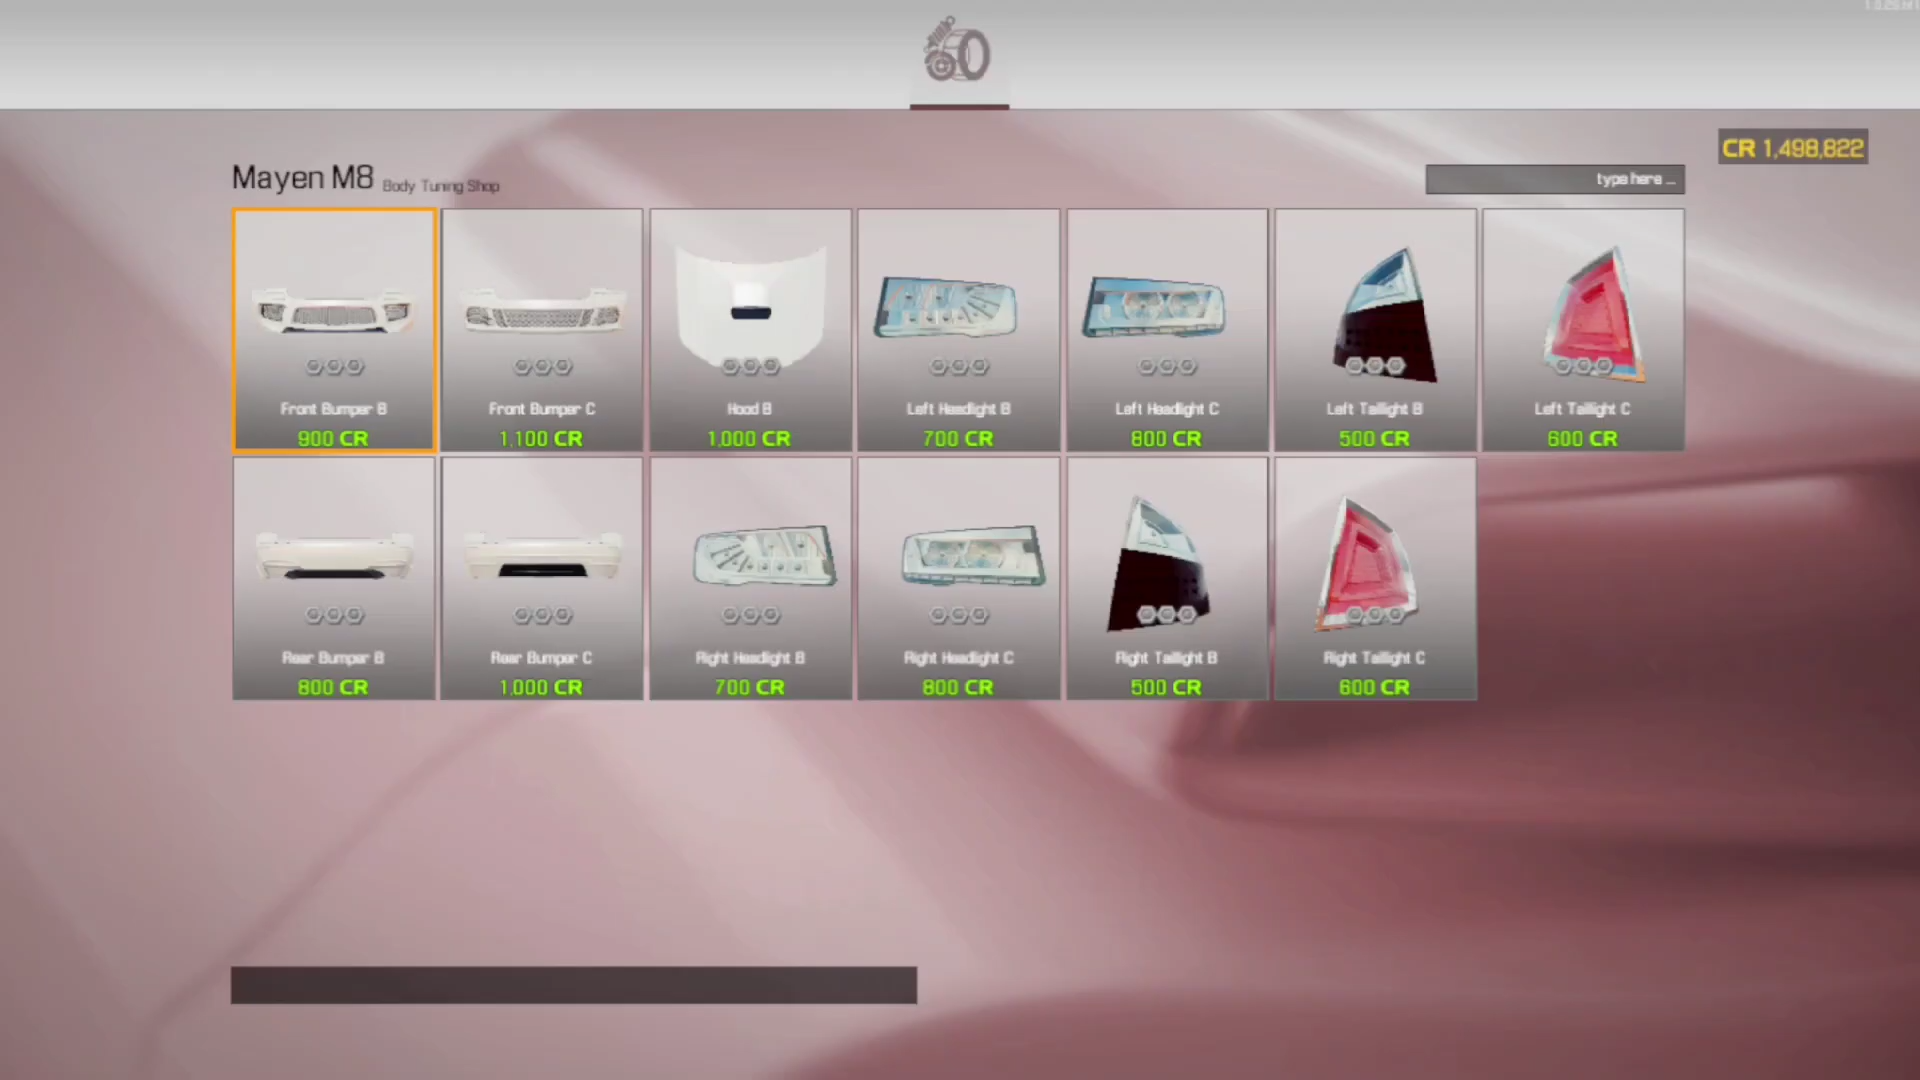 CR 1,498,822
Mayen M8 Body Tuning Shop
type here ...
Front Bumper B
900 CR
Front Bumper C
1,100 CR
Hood B
1,000 CR
Left Headlight B
700 CR
Left Headlight C
800 CR
Left Taillight B
500 CR
Left Taillight C
600 CR
Rear Bumper B
800 CR
Rear Bumper C
1,000 CR
Right Headlight B
700 CR
Right Headlight C
800 CR
Right Taillight B
500 CR
Right Taillight C
600 CR